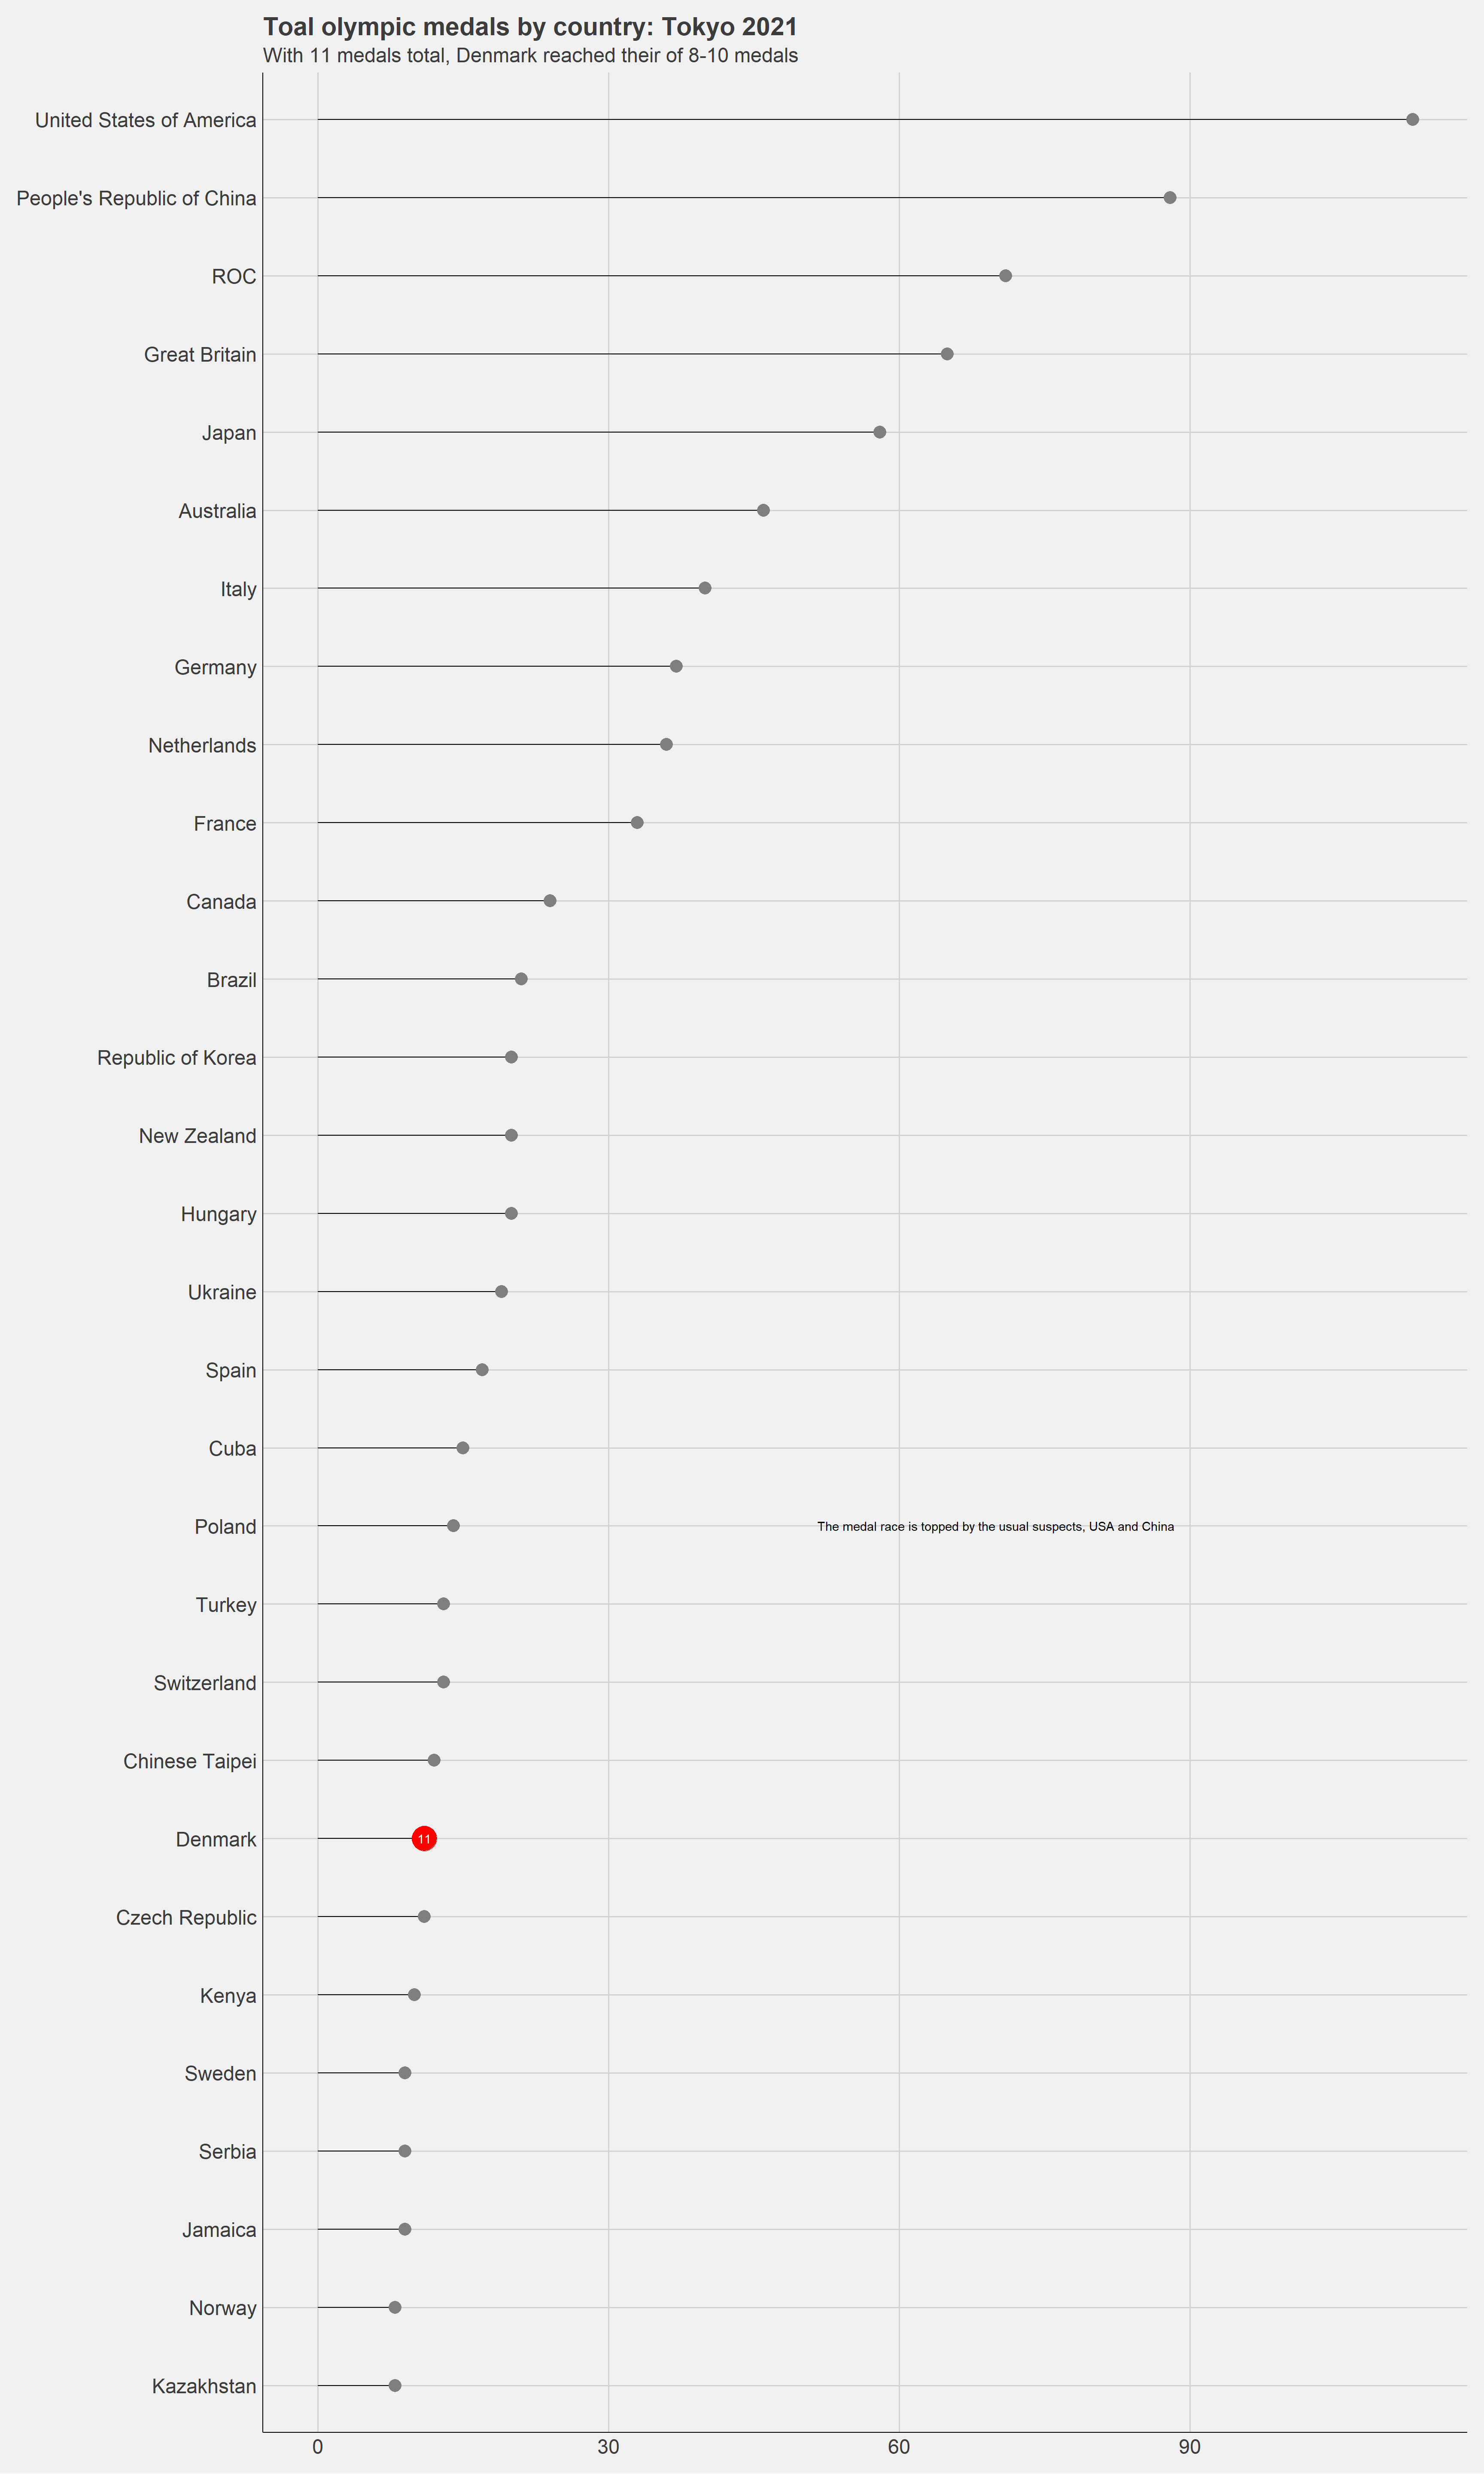 Toal olympic medals by country: Tokyo 2021
With 11 medals total, Denmark reached their of 8-10 medals
United States of America
People's Republic of China
ROC
Great Britain
Japan
Australia
Italy
Germany
Netherlands
France
Canada
Brazil
Republic of Korea
New Zealand
Hungary
Ukraine
Spain
Cuba
Poland
The medal race is topped by the usual suspects, USA and China
Turkey
Switzerland
Chinese Taipei
Denmark
11
Czech Republic
Kenya
Sweden
Serbia
Jamaica
Norway
Kazakhstan
0 30 60 90